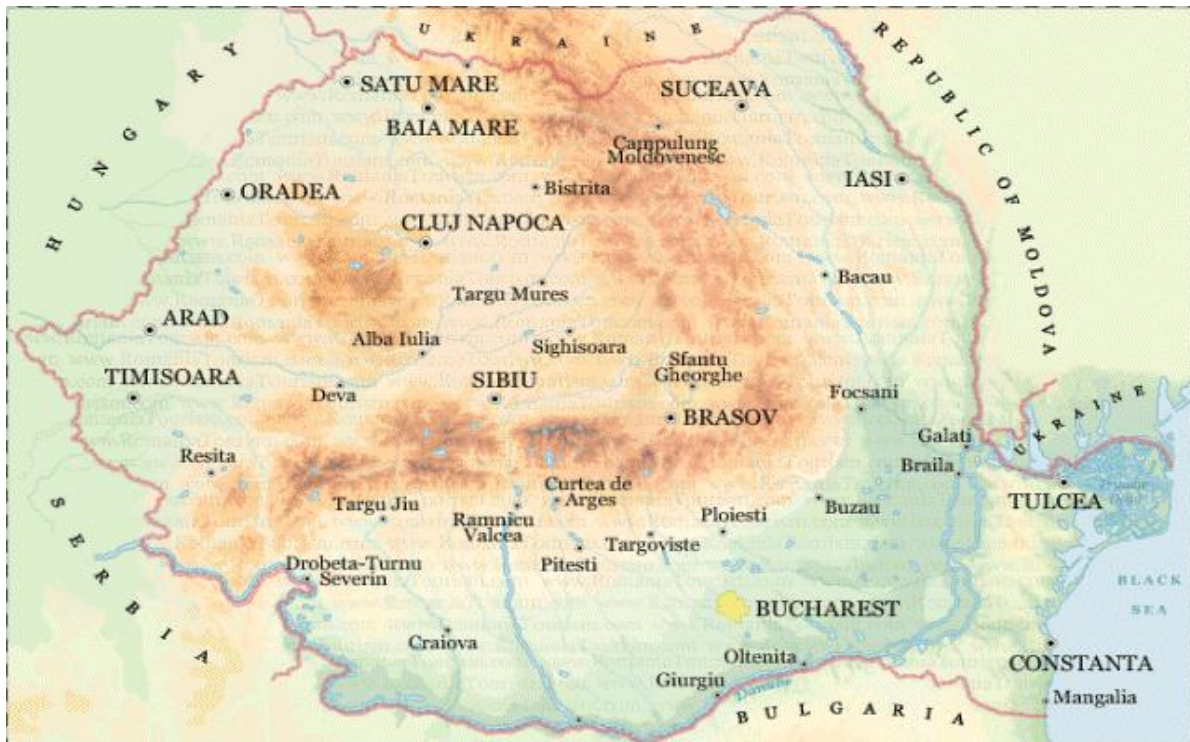 UKRAINE
HUNGARY
REPUBLIC OF MOLDOVA
SATU MARE
SUCEAVA
BAIA MARE
Campulung
Moldovenesc
IASI
ORADEA
Bistrita
CLUJ NAPOCA
Bacau
Targu Mures
ARAD
Alba Iulia
Sighisoara
Sfantu
Gheorghe
TIMISOARA
Deva
SIBIU
Focsani
UKRAINE
BRASOV
Galati
Resita
Braila
Curtea de
Arges
TULCEA
SERBIA
Targu Jiu
Ramnicu
Valcea
Ploiesti
Buzau
Targoviste
Drobeta-Turnu
Severin
Pitesti
BLACK
SEA
BUCHAREST
Craiova
Oltenita
CONSTANTA
Giurgiu
Danube
Mangalia
BULGARIA
www.RomaniaTourism.com